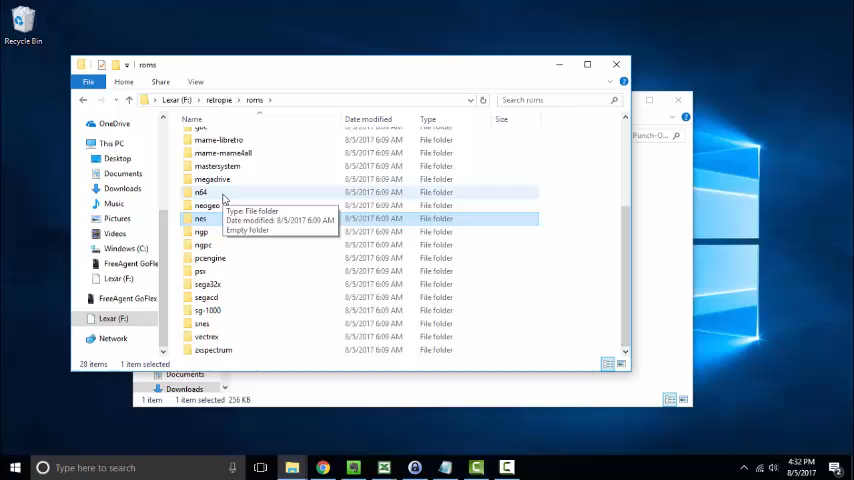 Recycle Bin
roms
File
Home
Share
View
Lexar (F:)
retropie
roms
Search roms
Name
Date modified
Type
Size
OneDrive
This PC
Desktop
Documents
Downloads
Music
Pictures
Videos
Windows (C:)
FreeAgent GoFlex
Lexar (F:)
FreeAgent GoFlex
Lexar (F:)
Network
gbc
mame-libretro 8/5/2017 6:09 AM File folder
mame-mame4all 8/5/2017 6:09 AM File folder
mastersystem 8/5/2017 6:09 AM File folder
megadrive 8/5/2017 6:09 AM File folder
n64 8/5/2017 6:09 AM File folder
neogeo 8/5/2017 6:09 AM File folder
nes 8/5/2017 6:09 AM File folder
ngp 8/5/2017 6:09 AM File folder
ngpc 8/5/2017 6:09 AM File folder
pcengine 8/5/2017 6:09 AM File folder
psx 8/5/2017 6:09 AM File folder
sega32x 8/5/2017 6:09 AM File folder
segacd 8/5/2017 6:09 AM File folder
sg-1000 8/5/2017 6:09 AM File folder
snes 8/5/2017 6:09 AM File folder
vectrex 8/5/2017 6:09 AM File folder
zxspectrum 8/5/2017 6:09 AM File folder
Type: File folder
Date modified: 8/5/2017 6:09 AM
Empty folder
28 items
1 item selected
Punch-O...
Documents
Downloads
1 item
1 item selected 256 KB
Type here to search
4:32 PM
8/5/2017
2